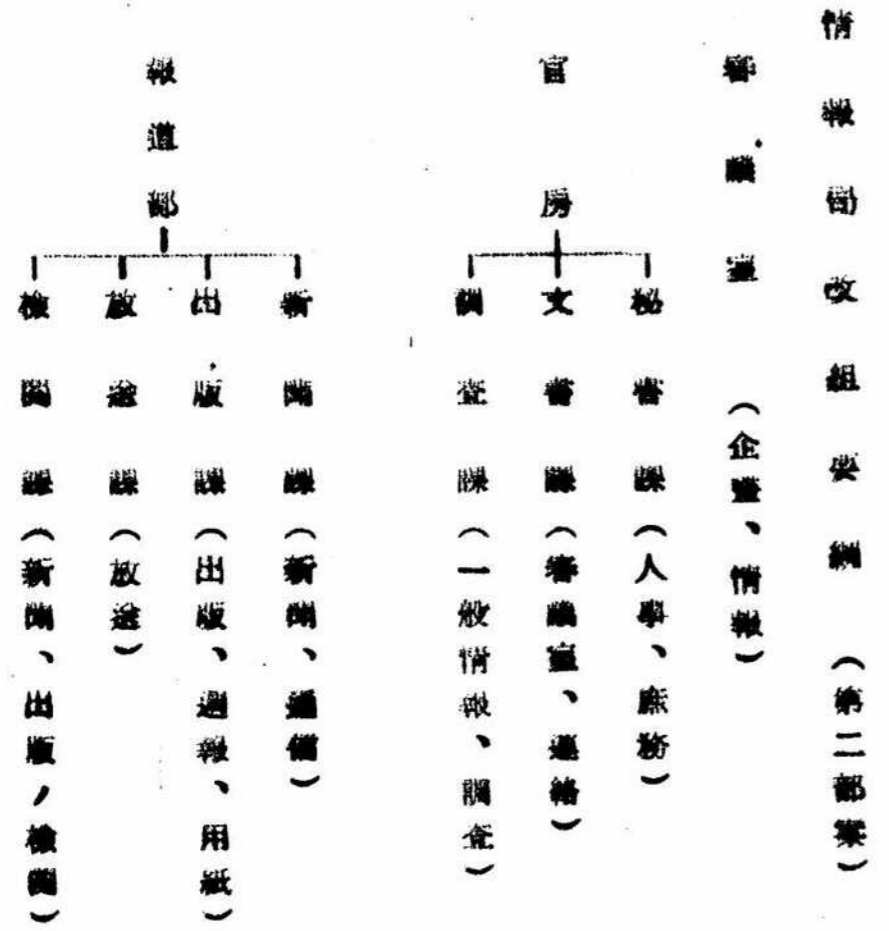 情報局改組要綱(第二部案)
審議室(企畫、情報)
官房
秘書課(人事、庶務)
文書課(審議室、連絡)
調査課(一般情報、調査)
報道部
新聞課(新聞、通信)
出版課(出版、週報、用紙)
放送課(放送)
檢閲課(新聞、出版ノ檢閲)